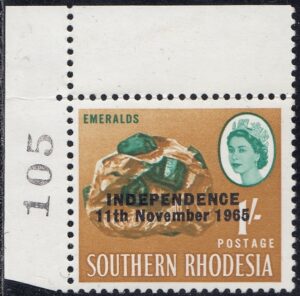 105
EMERALDS
INDEPENDENCE
11th November 1965
1/-
POSTAGE
SOUTHERN RHODESIA